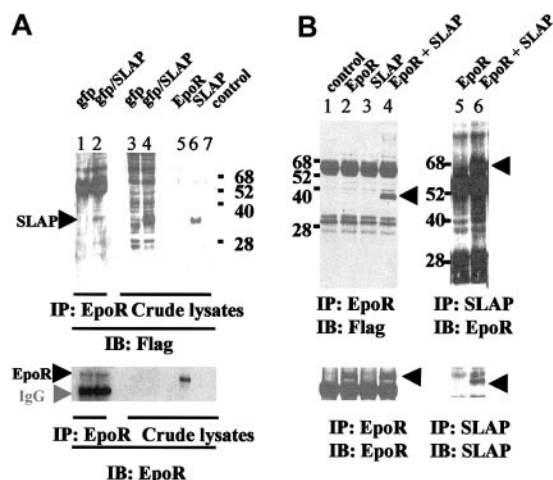 A
gfp
gfp/SLAP
gfp
gfp/SLAP
EpoR
SLAP
control
1 2 3 4 5 6 7
68
52
40
28
SLAP
IP: EpoR Crude lysates
IB: Flag
EpoR
IgG
IP: EpoR Crude lysates
IB: EpoR
B
control
EpoR
SLAP
EpoR + SLAP
EpoR
EpoR + SLAP
1 2 3 4 5 6
68
52
40
28
68
52
40
28
IP: EpoR
IB: Flag
IP: SLAP
IB: EpoR
IP: EpoR
IB: EpoR
IP: SLAP
IB: SLAP